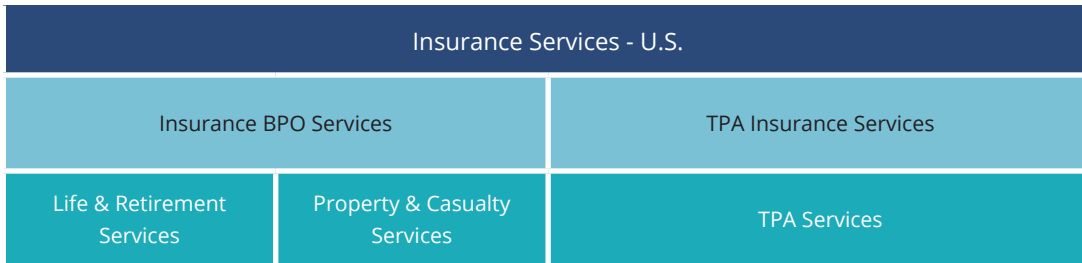 Insurance Services - U.S.
Insurance BPO Services
TPA Insurance Services
Life & Retirement
Services
Property & Casualty
Services
TPA Services